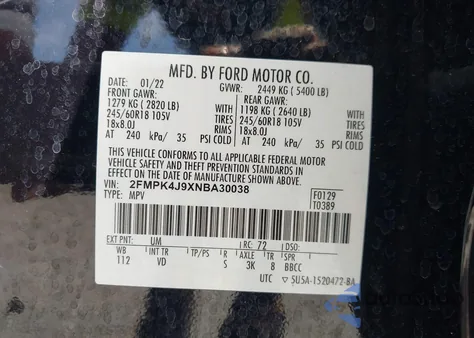 MFD. BY FORD MOTOR CO.
DATE: 01/22 GVWR: 2449 KG ( 5400 LB)
FRONT GAWR: REAR GAWR:
1279 KG ( 2820 LB) 1198 KG ( 2640 LB)
245/60R18 105V WITH TIRES 245/60R18 105V WITH TIRES
18x8.0J RIMS 18x8.0J RIMS
AT 240 kPa/ 35 PSI COLD AT 240 kPa/ 35 PSI COLD
THIS VEHICLE CONFORMS TO ALL APPLICABLE FEDERAL MOTOR
VEHICLE SAFETY AND THEFT PREVENTION STANDARDS IN
EFFECT ON THE DATE OF MANUFACTURE SHOWN ABOVE.
VIN: 2FMPK4J9XNBA30038 F0129
TYPE: MPV T0389
EXT PNT: UM RC: 72 DSO:
WB INT TR TP/PS R AXLE TR SPR
112 VD S 3K 8 BBCC
UTC ▽ 5U5A-1520472-BA